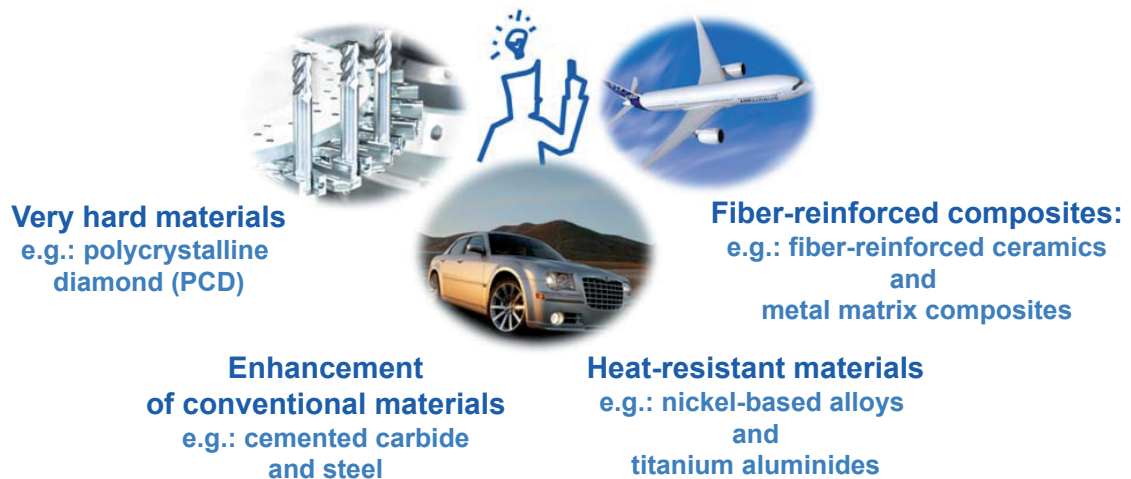 Very hard materials
e.g.: polycrystalline
diamond (PCD)
Fiber-reinforced composites:
e.g.: fiber-reinforced ceramics
and
metal matrix composites
Enhancement
of conventional materials
e.g.: cemented carbide
and steel
Heat-resistant materials
e.g.: nickel-based alloys
and
titanium aluminides